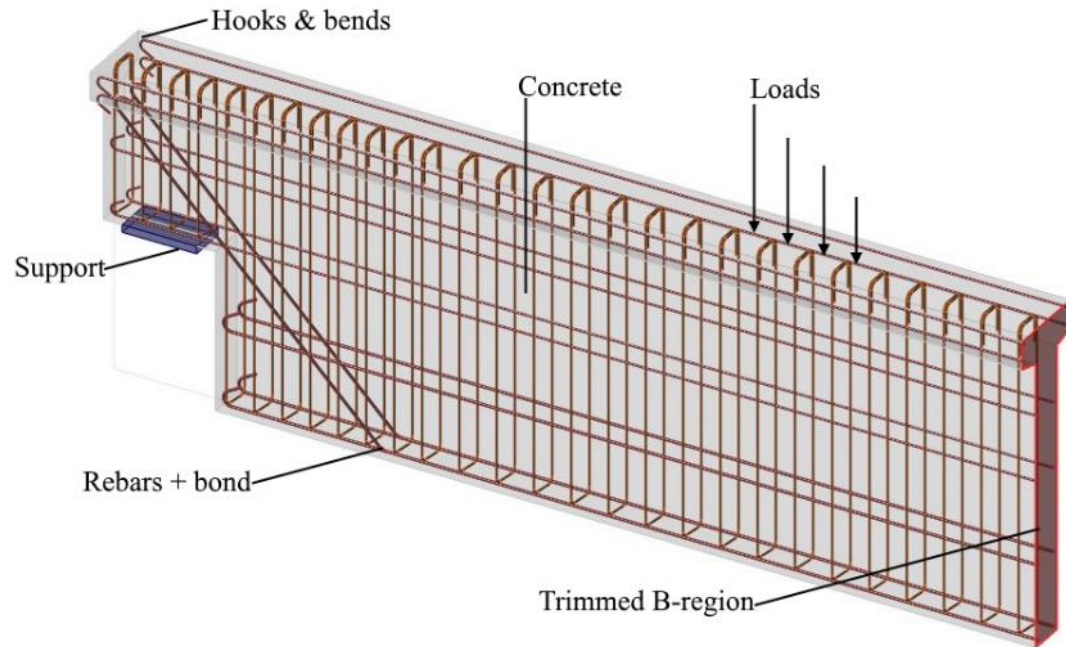 Hooks & bends
Concrete
Loads
Support
Rebars + bond
Trimmed B-region